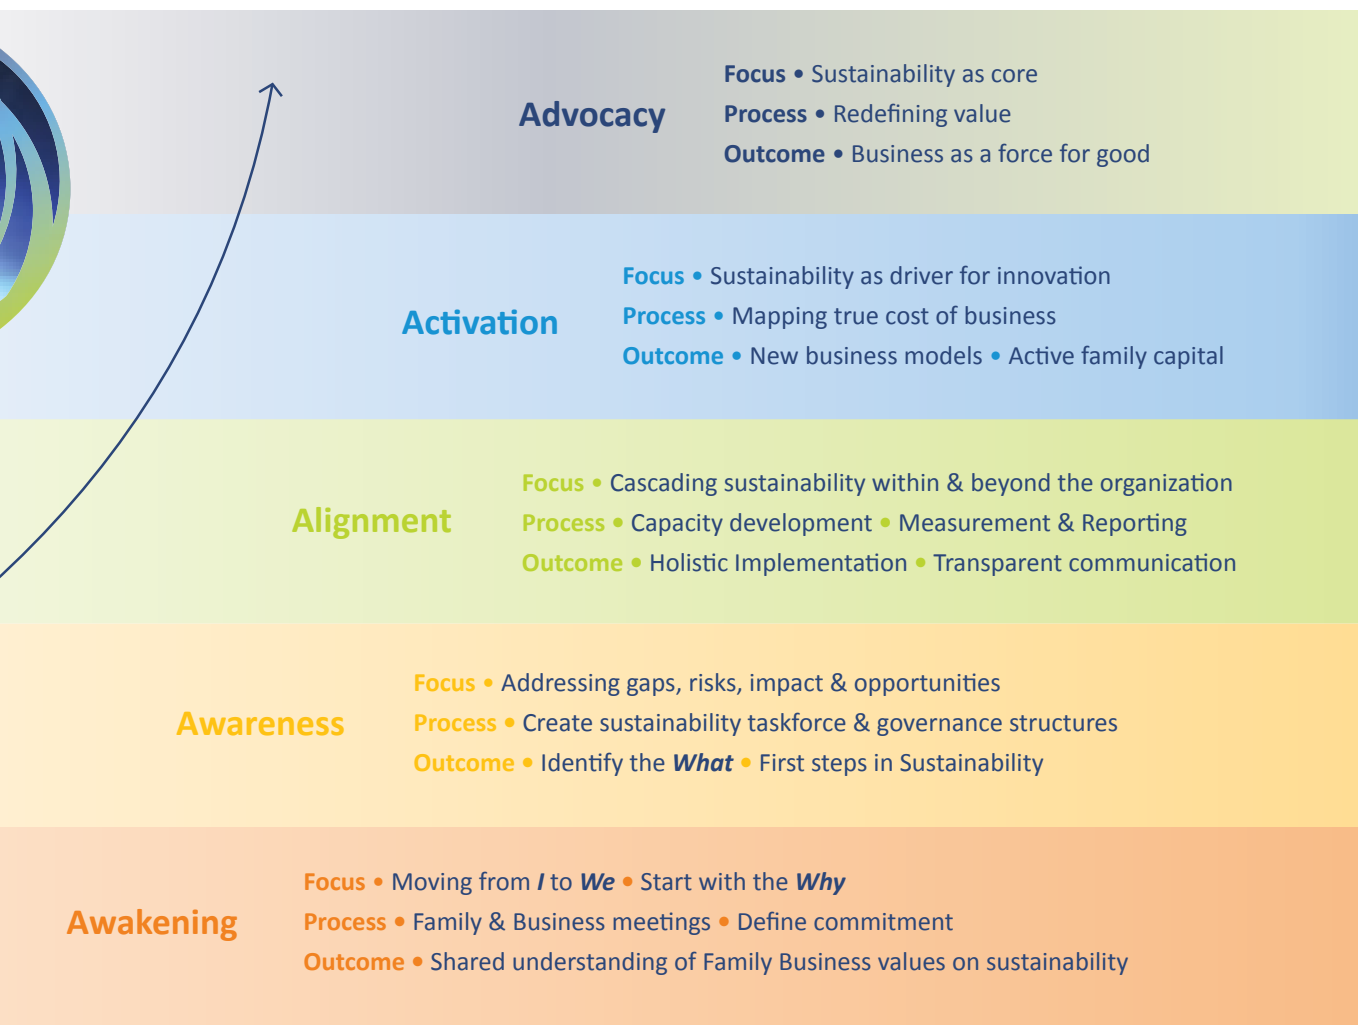 Advocacy
Focus • Sustainability as core
Process • Redefining value
Outcome • Business as a force for good
Activation
Focus • Sustainability as driver for innovation
Process • Mapping true cost of business
Outcome • New business models • Active family capital
Alignment
Focus • Cascading sustainability within & beyond the organization
Process • Capacity development • Measurement & Reporting
Outcome • Holistic Implementation • Transparent communication
Awareness
Focus • Addressing gaps, risks, impact & opportunities
Process • Create sustainability taskforce & governance structures
Outcome • Identify the What • First steps in Sustainability
Awakening
Focus • Moving from I to We • Start with the Why
Process • Family & Business meetings • Define commitment
Outcome • Shared understanding of Family Business values on sustainability